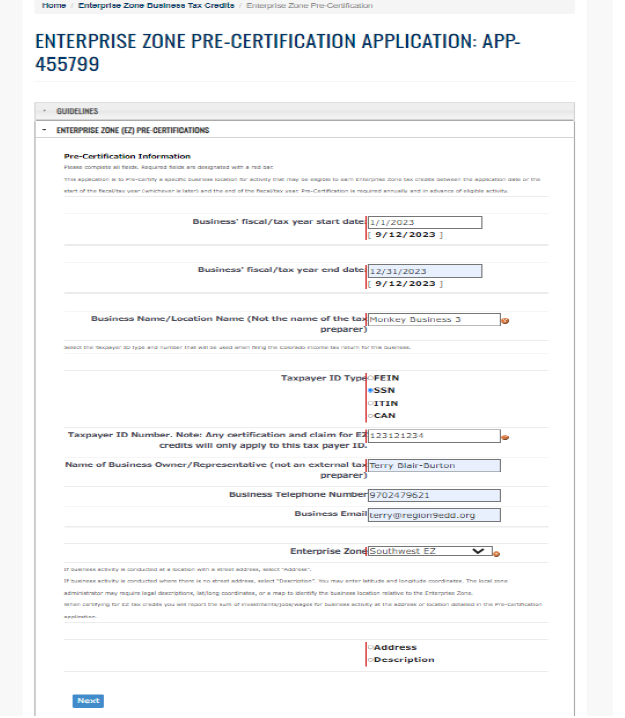 Home / Enterprise Zone Business Tax Credits / Enterprise Zone Pre-Certification
ENTERPRISE ZONE PRE-CERTIFICATION APPLICATION: APP-
455799
GUIDELINES
- ENTERPRISE ZONE (EZ) PRE-CERTIFICATIONS
Pre-Certification Information
Please complete all fields. Required fields are designated with a red bar.
This application is to Pre-Certify a specific business location for activity that may be eligible to earn Enterprise Zone tax credits between the application date or the
start of the fiscal/tax year (whichever is later) and the end of the fiscal/tax year. Pre-Certification is required annually and in advance of eligible activity.
Business' fiscal/tax year start date 1/1/2023
[ 9/12/2023 ]
Business' fiscal/tax year end date 12/31/2023
[ 9/12/2023 ]
Business Name/Location Name (Not the name of the tax Monkey Business 3
preparer)
Select the taxpayer ID type and number that will be used when filing the Colorado income tax return for this business.
Taxpayer ID Type FEIN
SSN
ITIN
CAN
Taxpayer ID Number. Note: Any certification and claim for EZ 123121234
credits will only apply to this tax payer ID.
Name of Business Owner/Representative (not an external tax Terry Blair-Burton
preparer)
Business Telephone Number 9702479621
Business Email terry@region9edd.org
Enterprise Zone Southwest EZ
If business activity is conducted at a location with a street address, select "Address".
If business activity is conducted where there is no street address, select "Description". You may enter latitude and longitude coordinates. The local zone
administrator may require legal descriptions, lat/long coordinates, or a map to identify the business location relative to the Enterprise Zone.
When certifying for EZ tax credits you will report the sum of investments/jobs/wages for business activity at the address or location detailed in the Pre-Certification
application.
Address
Description
Next